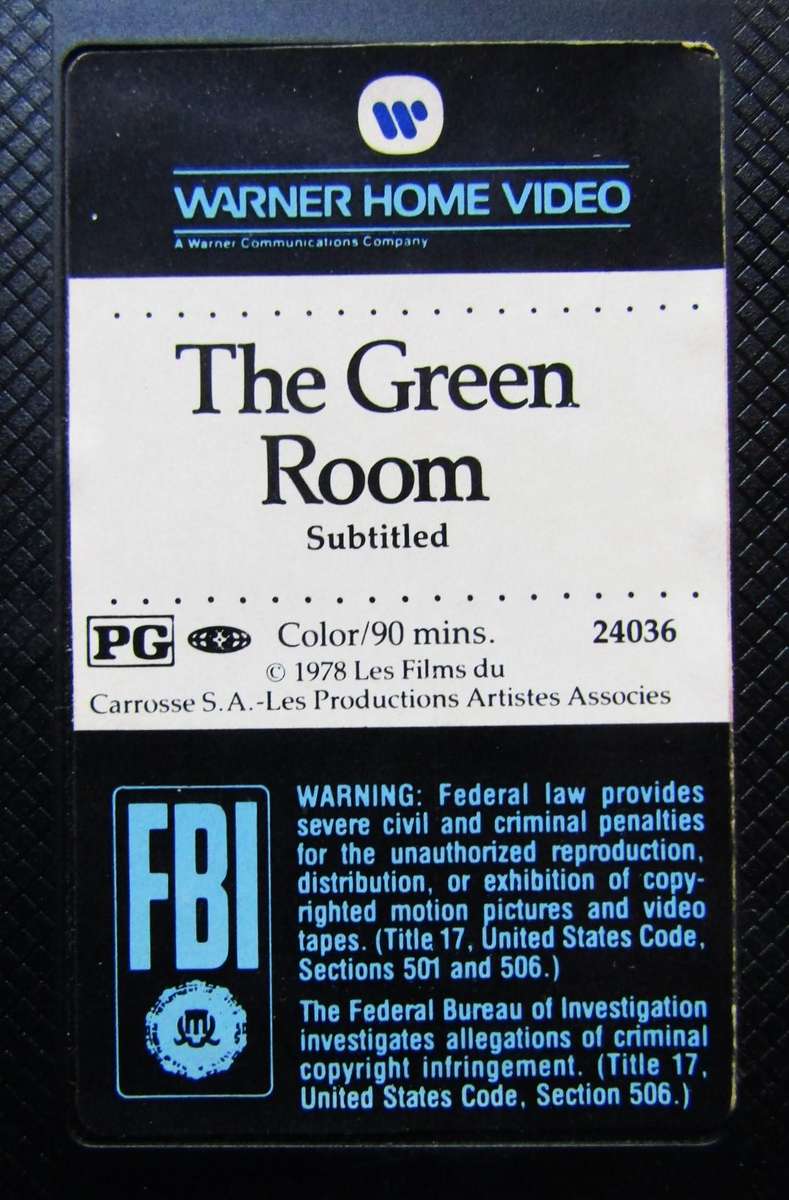 WARNER HOME VIDEO
A Warner Communications Company
The Green
Room
Subtitled
PG Color/90 mins. 24036
© 1978 Les Films du
Carrosse S.A.-Les Productions Artistes Associes
FBI
WARNING: Federal law provides
severe civil and criminal penalties
for the unauthorized reproduction,
distribution, or exhibition of copy-
righted motion pictures and video
tapes. (Title 17, United States Code,
Sections 501 and 506.)
The Federal Bureau of Investigation
investigates allegations of criminal
copyright infringement. (Title 17,
United States Code, Section 506.)